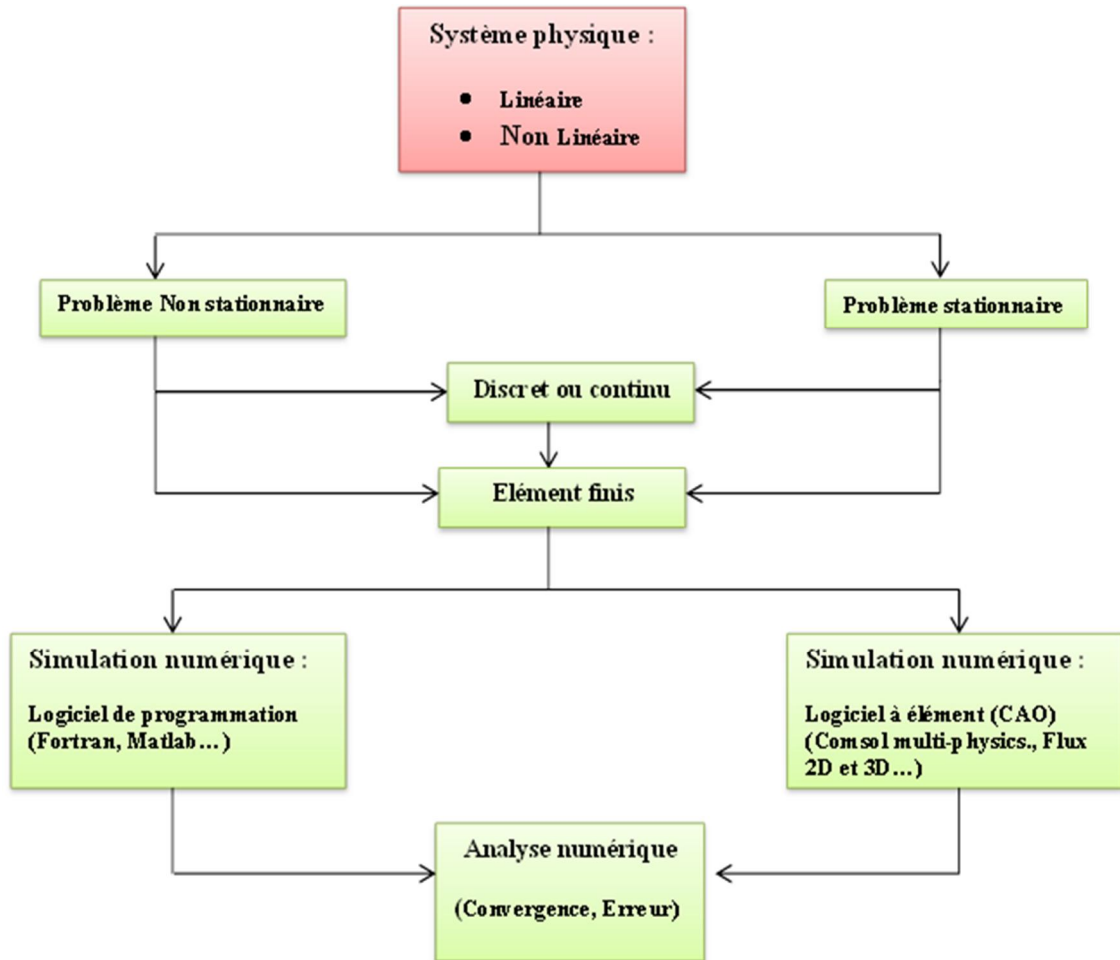 Système physique :
• Linéaire
• Non Linéaire
Problème Non stationnaire
Problème stationnaire
Discret ou continu
Elément finis
Simulation numérique :
Logiciel de programmation
(Fortran, Matlab…)
Simulation numérique :
Logiciel à élément (CAO)
(Comsol multi-physics., Flux
2D et 3D…)
Analyse numérique
(Convergence, Erreur)